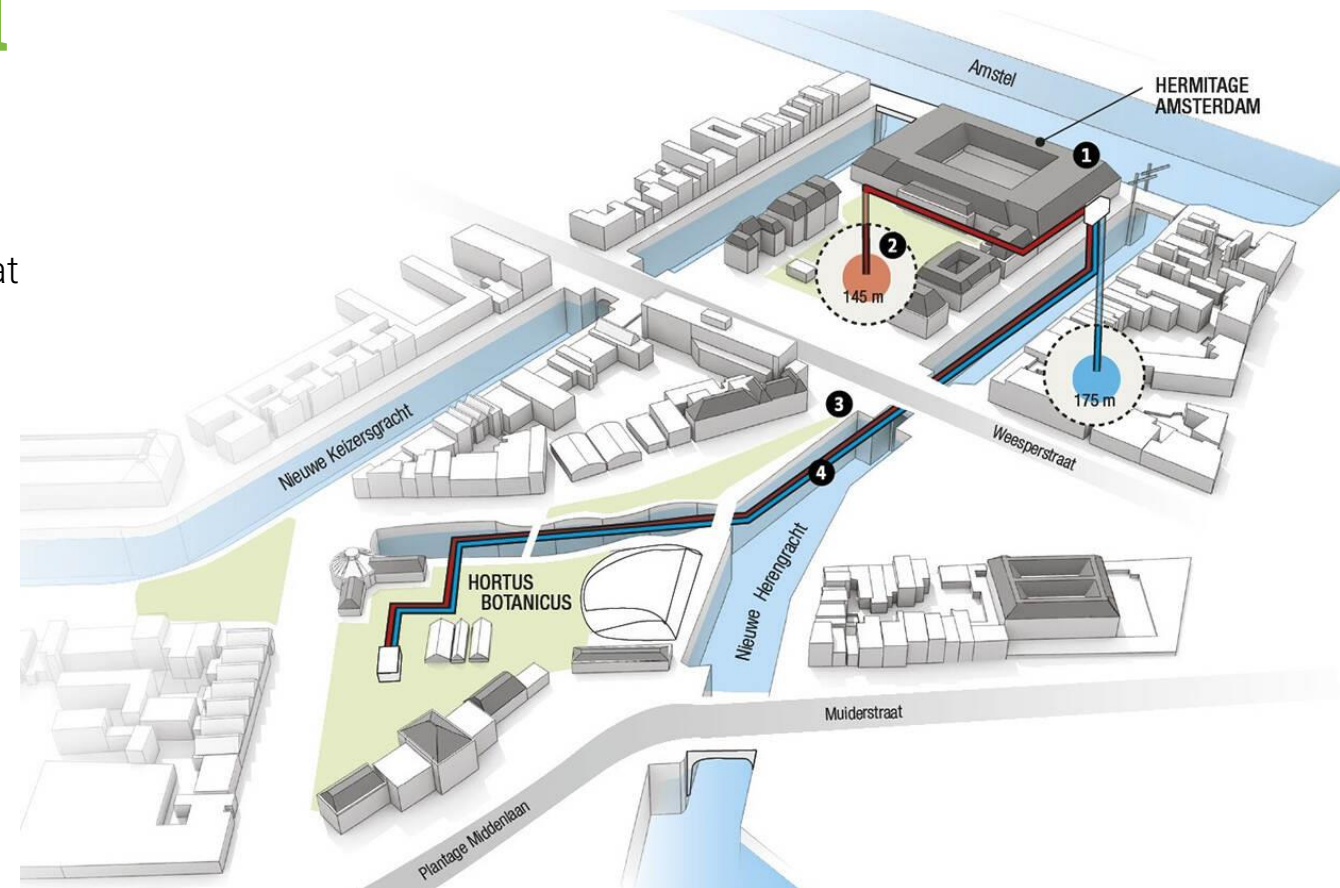 at
Amstel
HERMITAGE
AMSTERDAM
1
2
145 m
175 m
3
Weesperstraat
4
Nieuwe Keizersgracht
HORTUS
BOTANICUS
Nieuwe Herengracht
Muiderstraat
Plantage Middenlaan